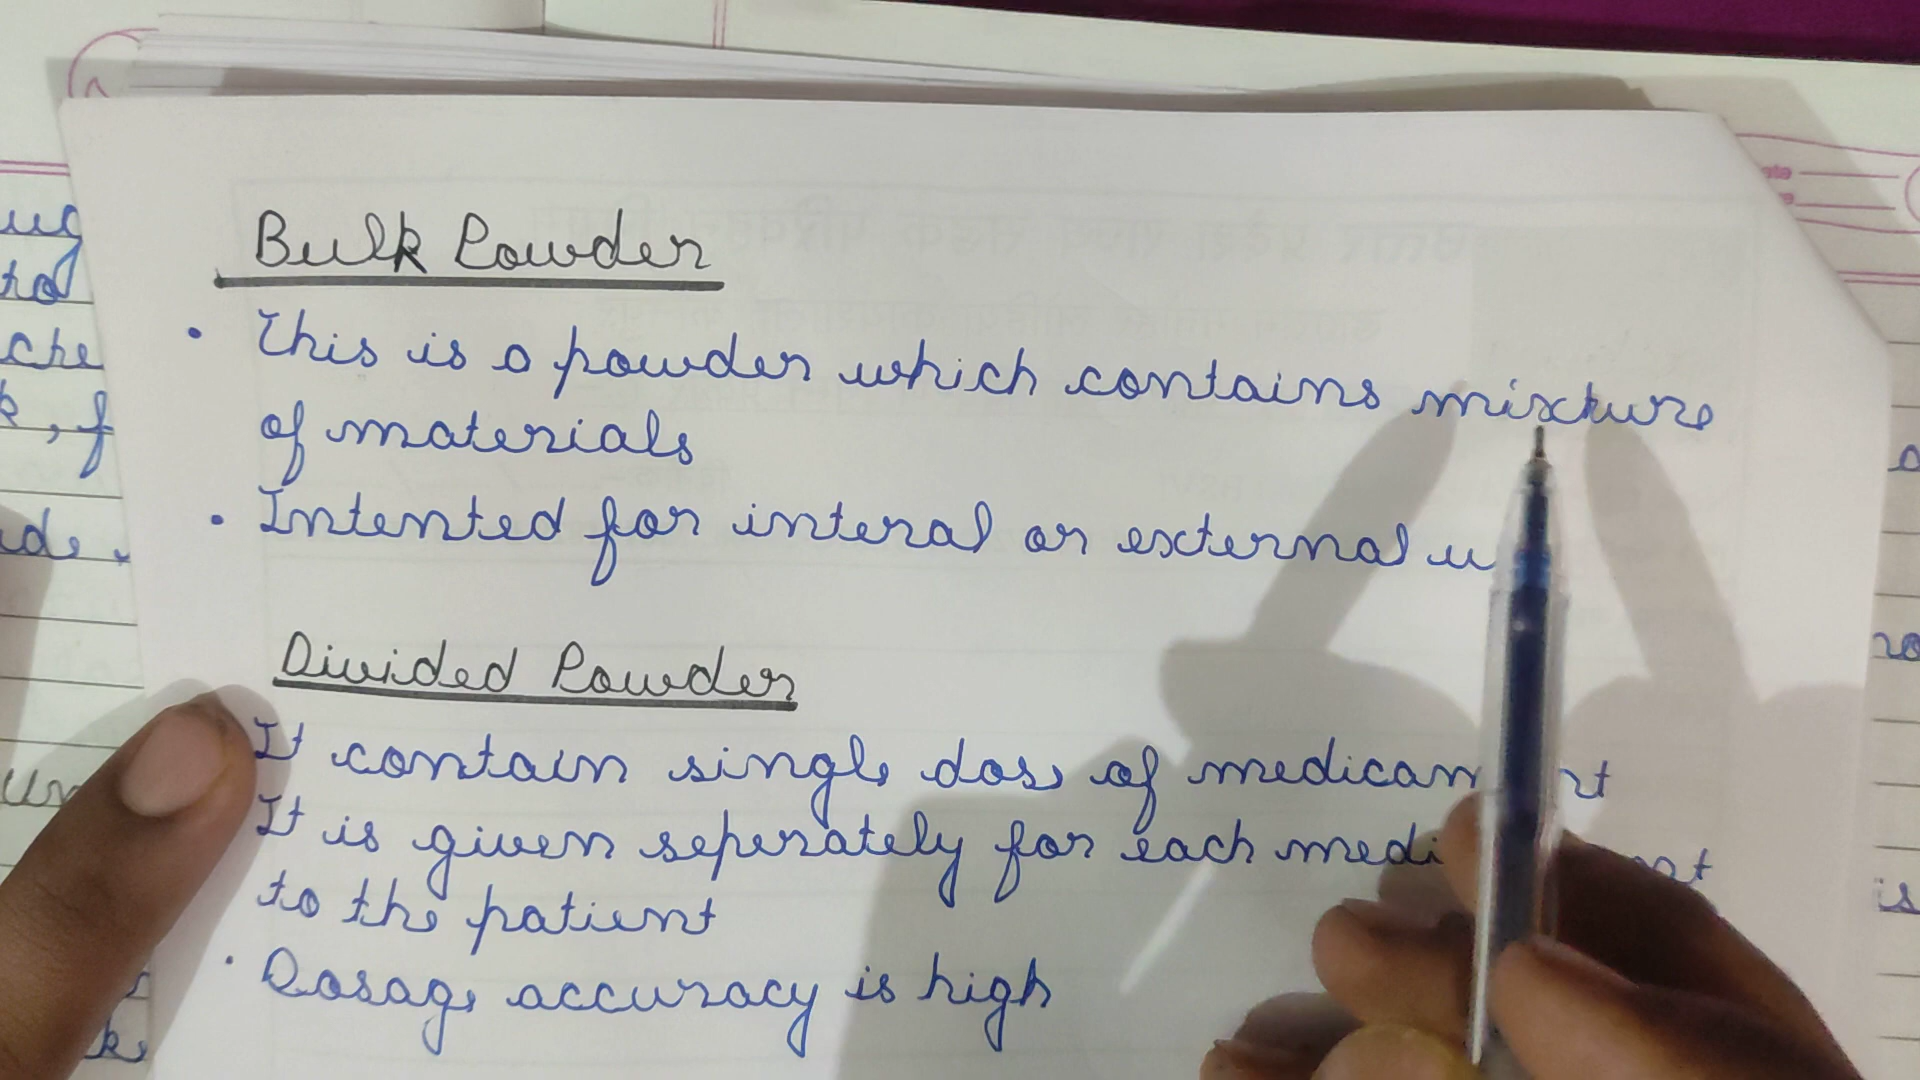 Bulk Powder
• This is a powder which contains mixture
of materials
• Intented for interal or external
Divided Powder
It contain single dose of medicament
It is given seperately for each
to the patient
• Dosage accuracy is high